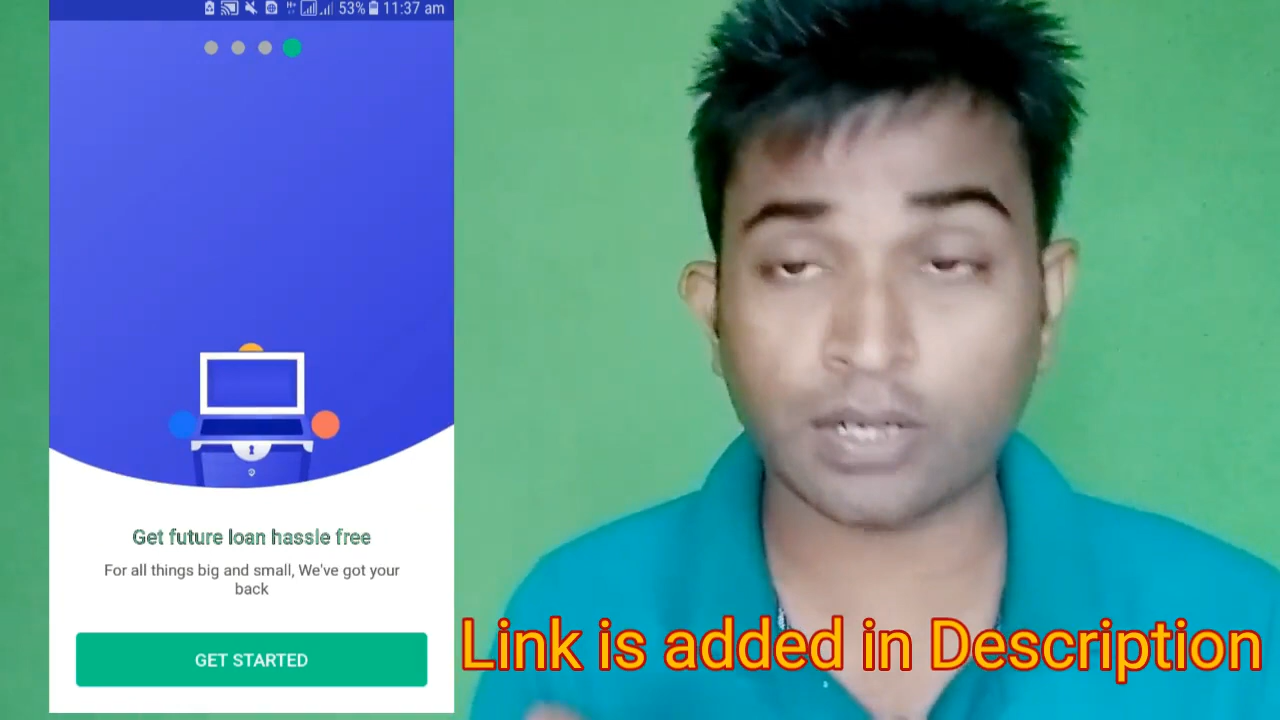 53% 11:37 am
Get future loan hassle free
For all things big and small, We've got your
back
GET STARTED
Link is added in Description